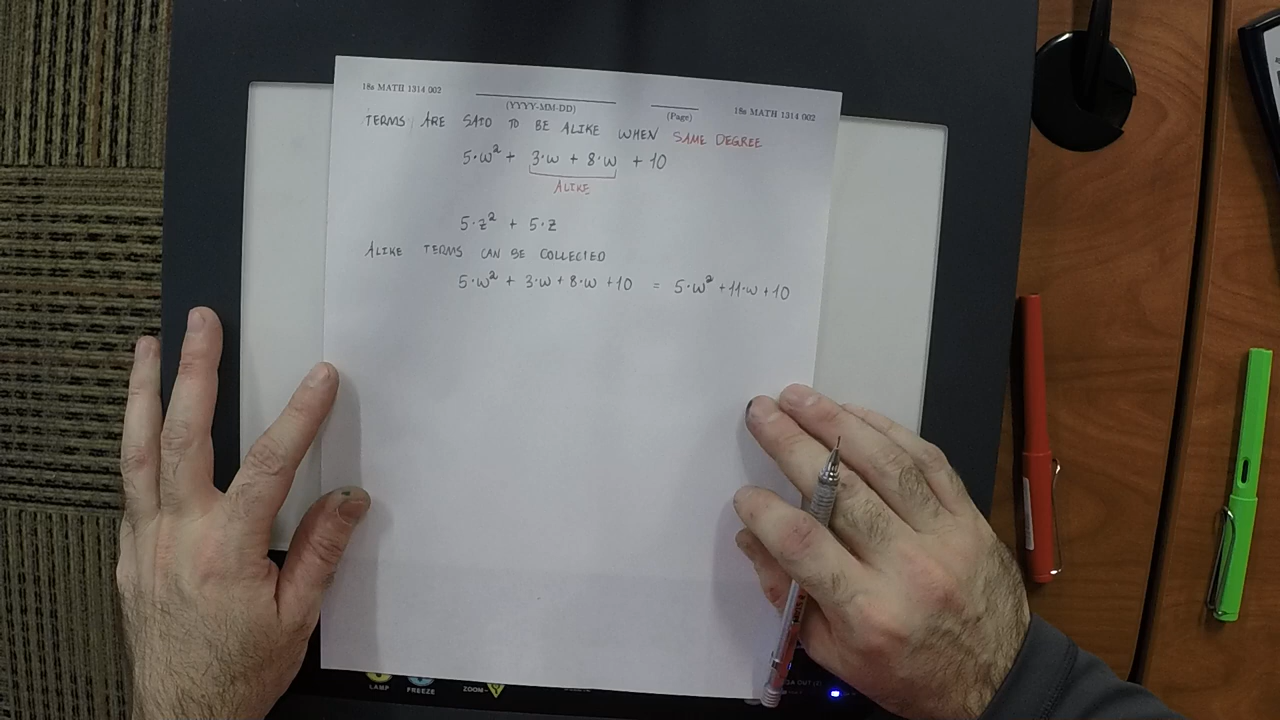 18s MATH 1314 002 (YYYY-MM-DD) (Page) 18s MATH 1314 002
TERMS ARE SAID TO BE ALIKE WHEN SAME DEGREE
5·w² + 3·w + 8·w + 10
ALIKE
5·z² + 5·z
ALIKE TERMS CAN BE COLLECTED
5·w² + 3·w + 8·w + 10 = 5·w² + 11·w + 10
LAMP FREEZE ZOOM